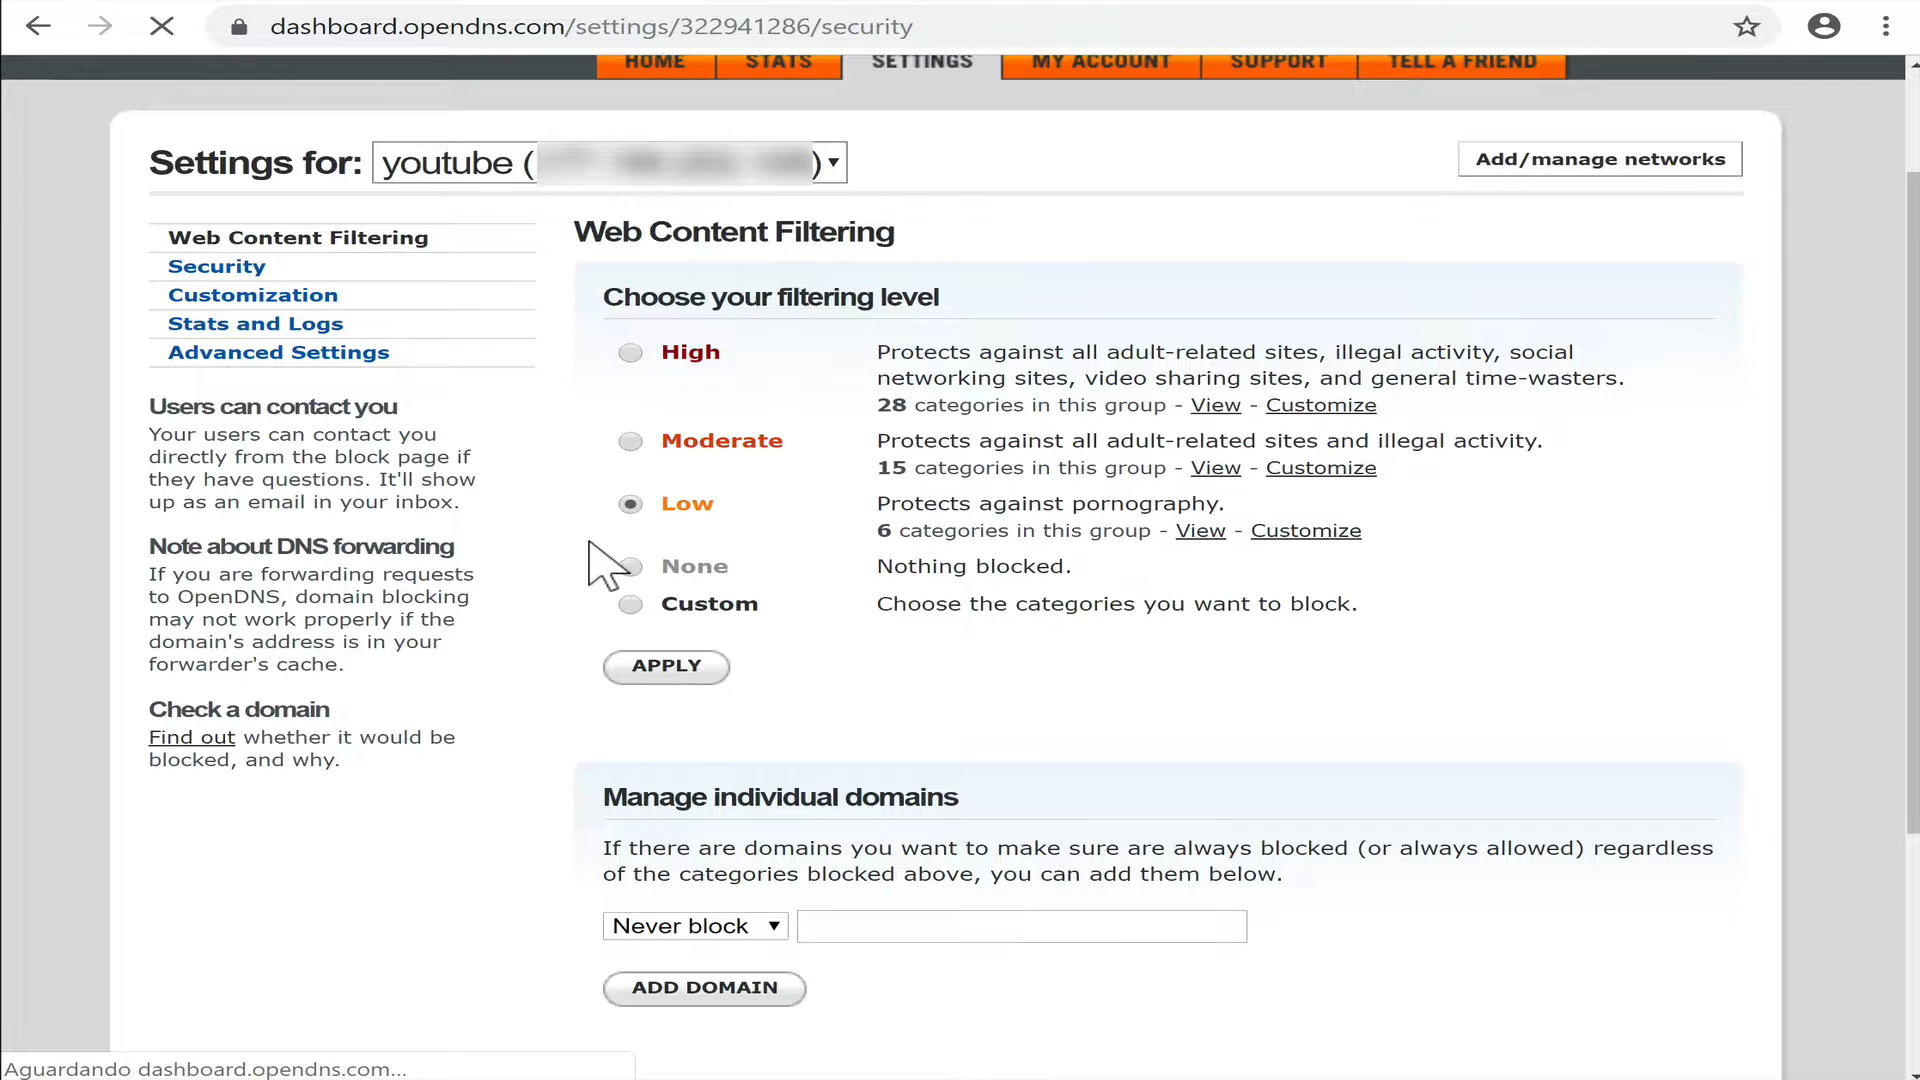 dashboard.opendns.com/settings/322941286/security
HOME STATS SETTINGS MY ACCOUNT SUPPORT TELL A FRIEND
Settings for: youtube ( ) Add/manage networks
Web Content Filtering
Security
Customization
Stats and Logs
Advanced Settings
Users can contact you
Your users can contact you
directly from the block page if
they have questions. It'll show
up as an email in your inbox.
Note about DNS forwarding
If you are forwarding requests
to OpenDNS, domain blocking
may not work properly if the
domain's address is in your
forwarder's cache.
Check a domain
Find out whether it would be
blocked, and why.
Web Content Filtering
Choose your filtering level
High Protects against all adult-related sites, illegal activity, social
networking sites, video sharing sites, and general time-wasters.
28 categories in this group - View - Customize
Moderate Protects against all adult-related sites and illegal activity.
15 categories in this group - View - Customize
Low Protects against pornography.
6 categories in this group - View - Customize
None Nothing blocked.
Custom Choose the categories you want to block.
APPLY
Manage individual domains
If there are domains you want to make sure are always blocked (or always allowed) regardless
of the categories blocked above, you can add them below.
Never block
ADD DOMAIN
Aguardando dashboard.opendns.com...